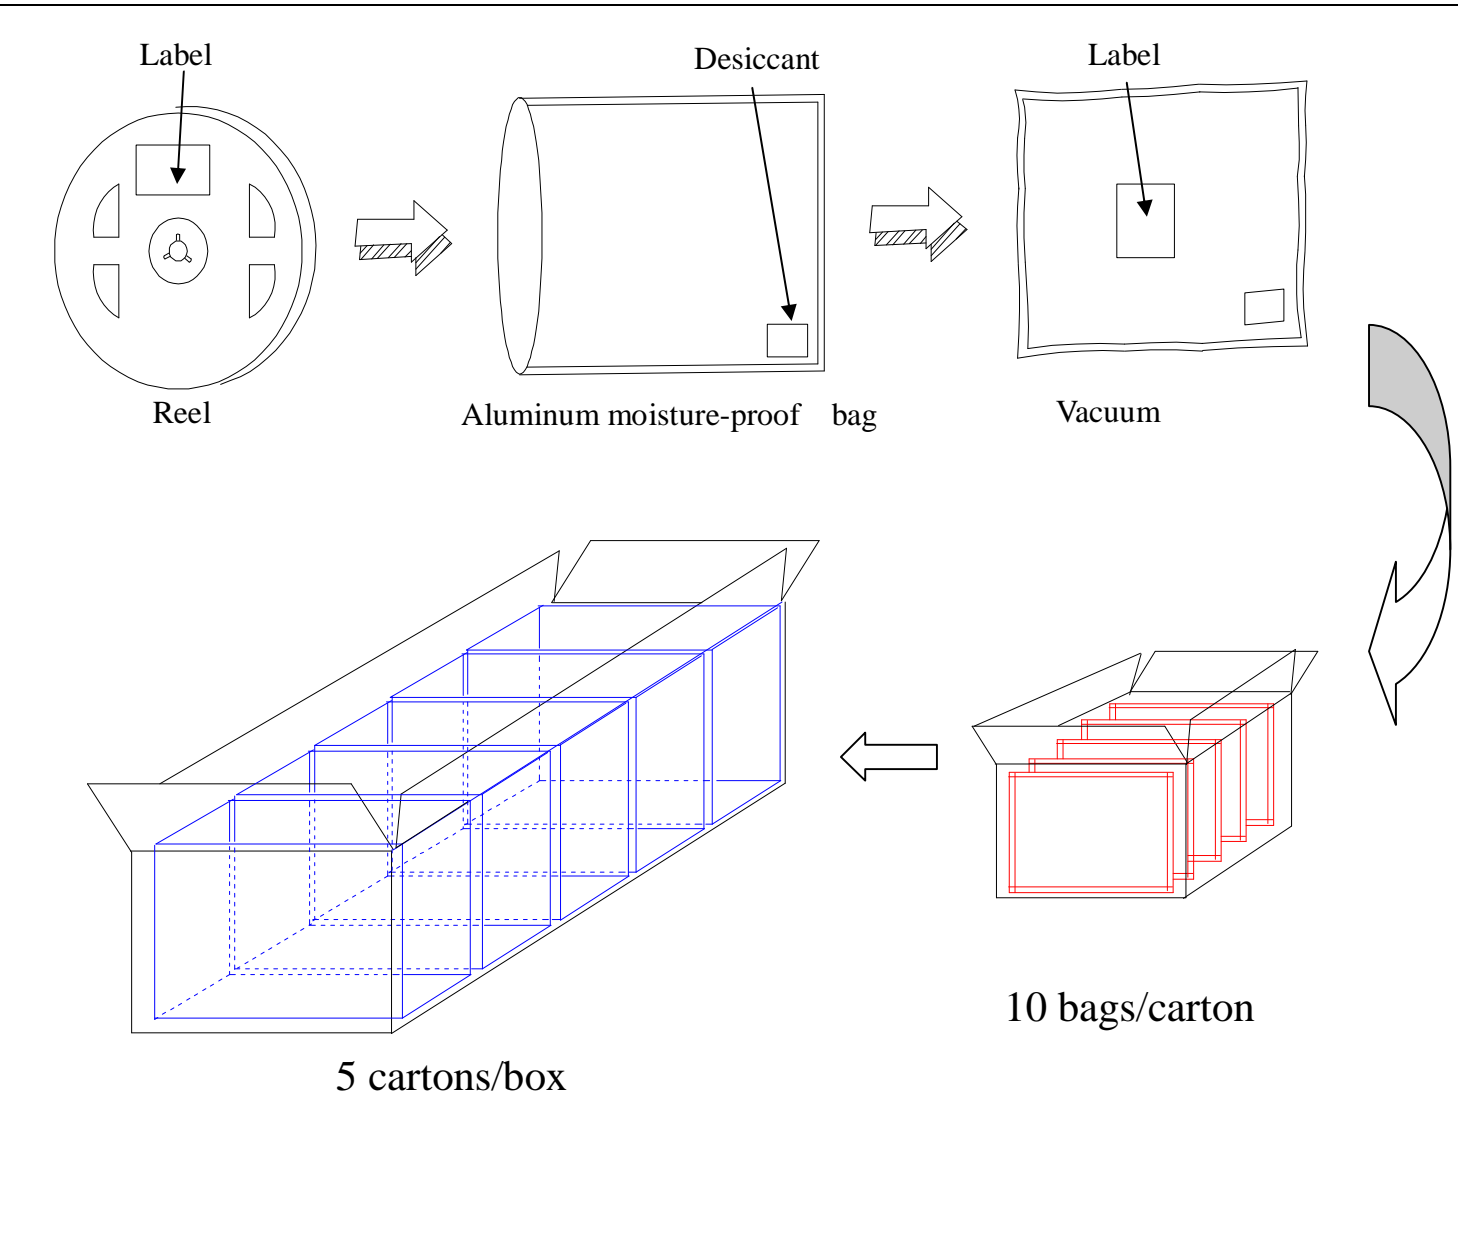 Label
Desiccant
Label
Reel
Aluminum moisture-proof bag
Vacuum
10 bags/carton
5 cartons/box